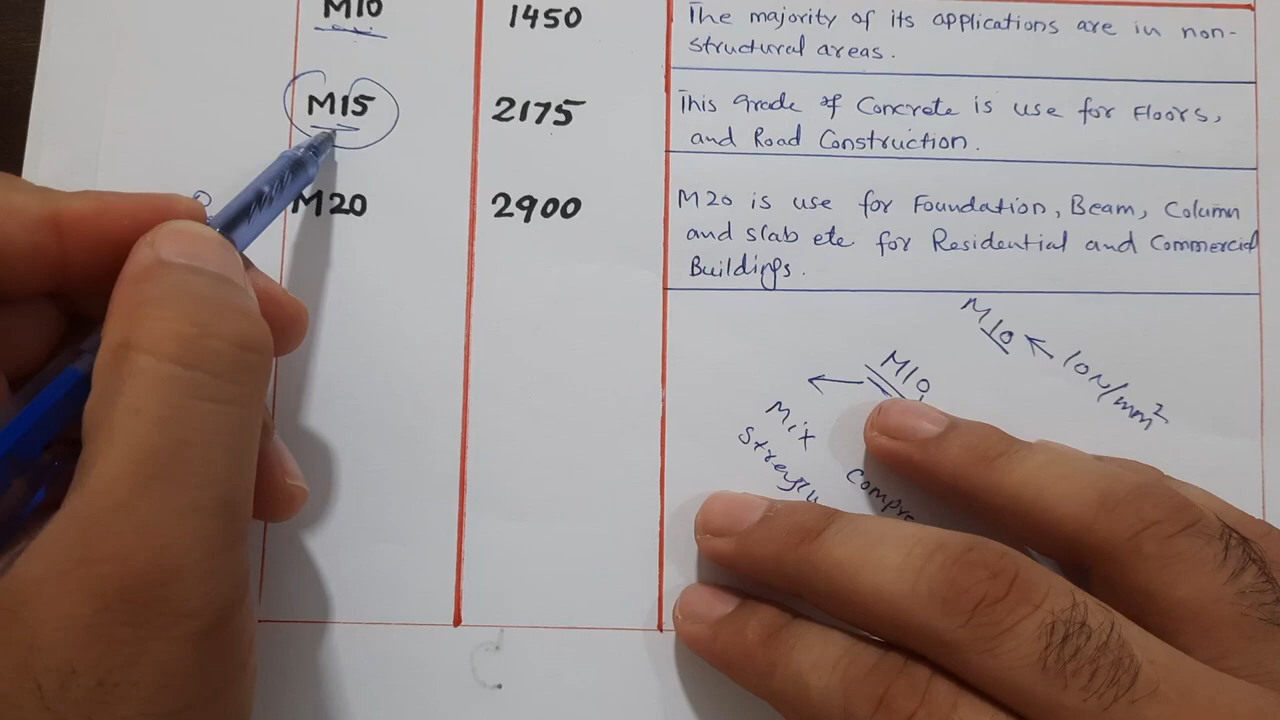 M10
1450
The majority of its applications are in non-
structural areas.
M15
2175
This Grade of Concrete is use for Floors,
and Road Construction.
M20
2900
M20 is use for Foundation, Beam, Column
and slab etc for Residential and Commercial
Buildings.
M10 ← 10N/mm²
← M10
Mix